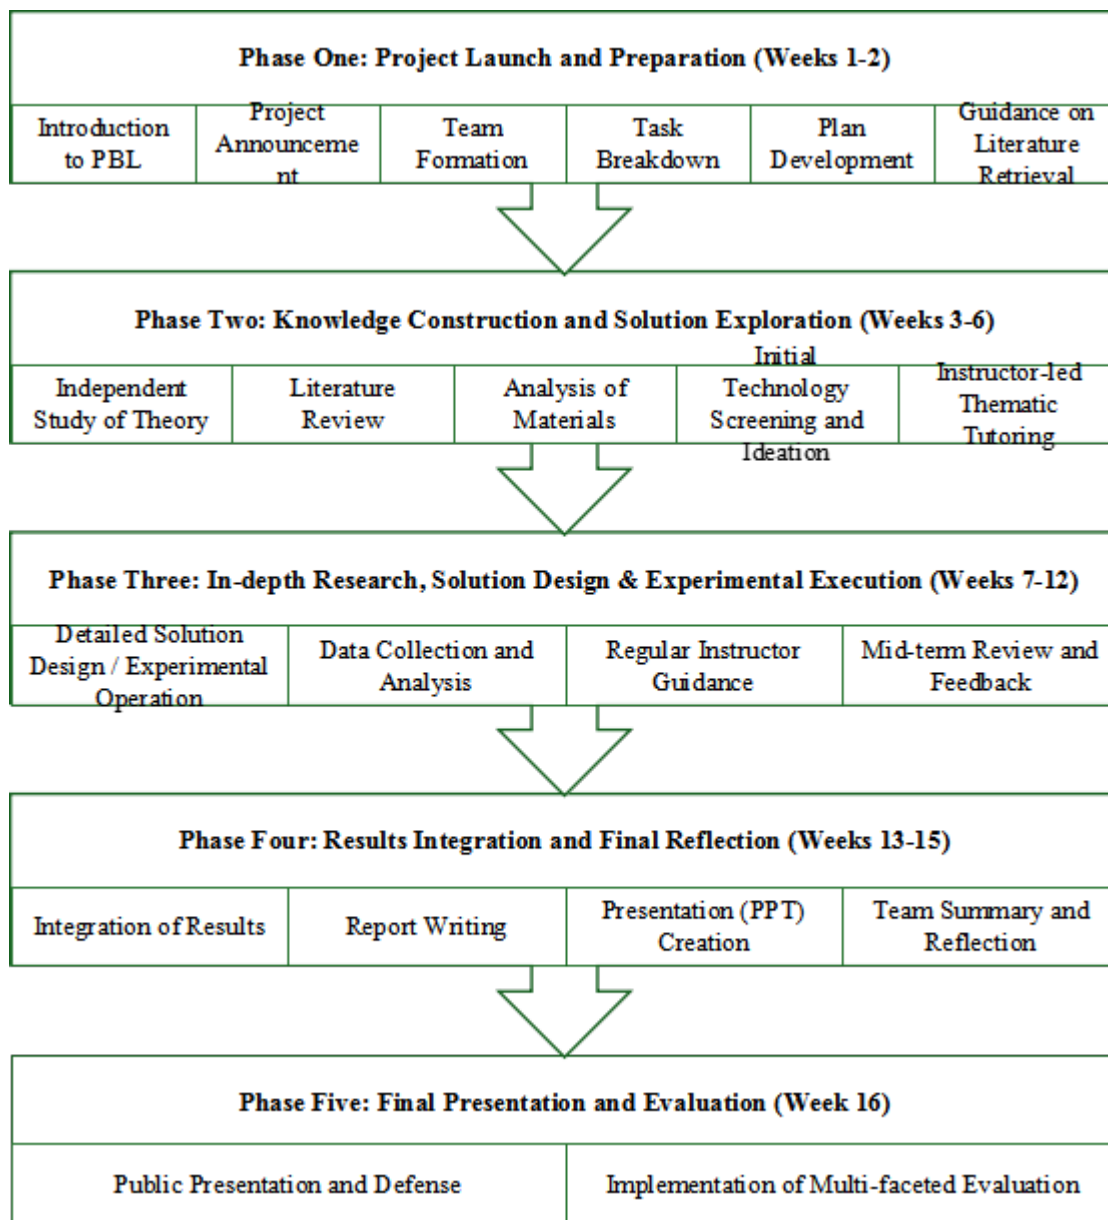 Phase One: Project Launch and Preparation (Weeks 1-2)
Introduction
to PBL
Project
Announceme
nt
Team
Formation
Task
Breakdown
Plan
Development
Guidance on
Literature
Retrieval
Phase Two: Knowledge Construction and Solution Exploration (Weeks 3-6)
Independent
Study of Theory
Literature
Review
Analysis of
Materials
Initial
Technology
Screening and
Ideation
Instructor-led
Thematic
Tutoring
Phase Three: In-depth Research, Solution Design & Experimental Execution (Weeks 7-12)
Detailed Solution
Design / Experimental
Operation
Data Collection and
Analysis
Regular Instructor
Guidance
Mid-term Review and
Feedback
Phase Four: Results Integration and Final Reflection (Weeks 13-15)
Integration of Results
Report Writing
Presentation (PPT)
Creation
Team Summary and
Reflection
Phase Five: Final Presentation and Evaluation (Week 16)
Public Presentation and Defense
Implementation of Multi-faceted Evaluation